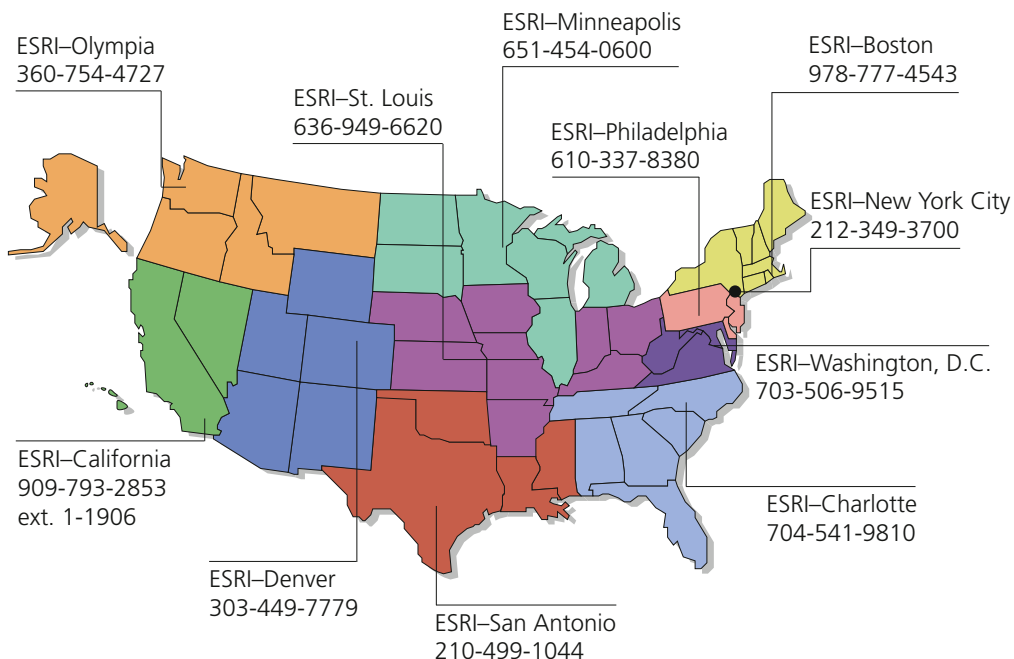 ESRI–Olympia
360-754-4727
ESRI–Minneapolis
651-454-0600
ESRI–Boston
978-777-4543
ESRI–St. Louis
636-949-6620
ESRI–Philadelphia
610-337-8380
ESRI–New York City
212-349-3700
ESRI–Washington, D.C.
703-506-9515
ESRI–California
909-793-2853
ext. 1-1906
ESRI–Charlotte
704-541-9810
ESRI–Denver
303-449-7779
ESRI–San Antonio
210-499-1044